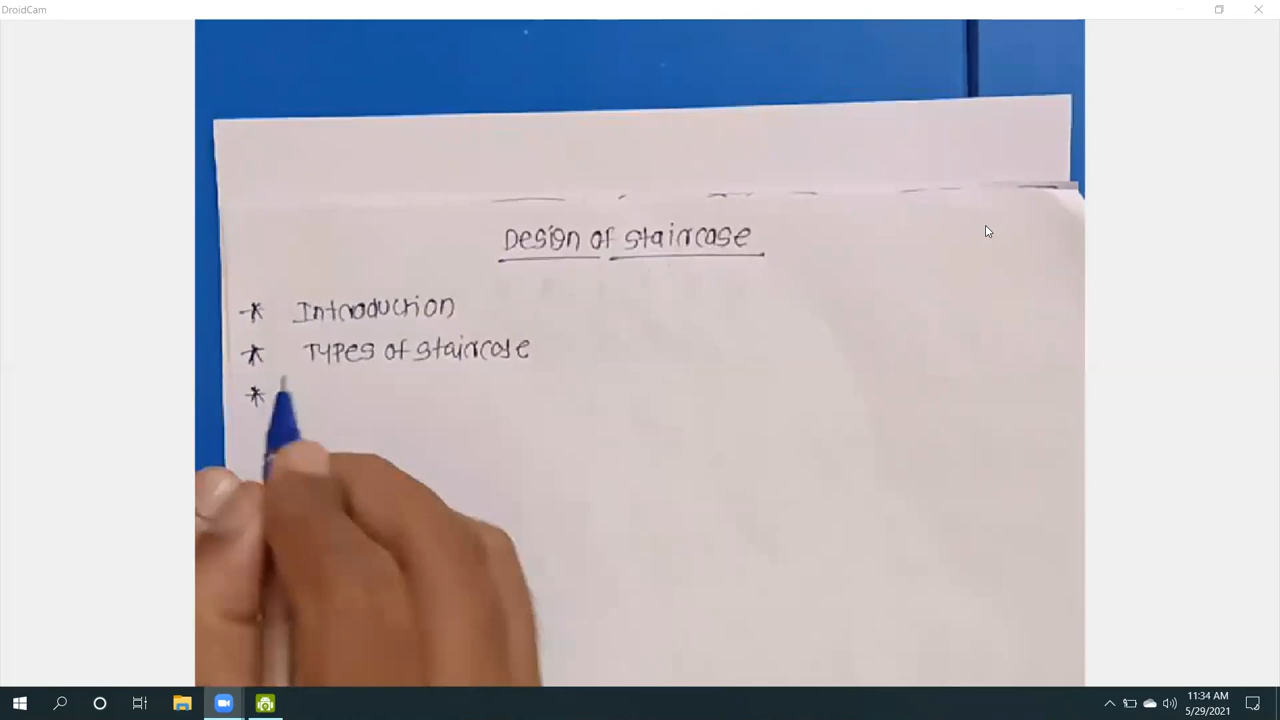 DroidCam
Design of staircase
* Introduction
* Types of staircase
*
11:34 AM
5/29/2021